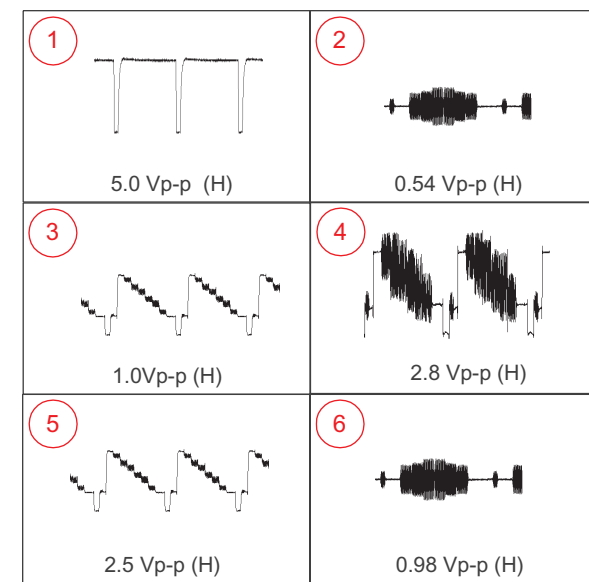 1
2
5.0 Vp-p (H)
0.54 Vp-p (H)
3
4
1.0Vp-p (H)
2.8 Vp-p (H)
5
6
2.5 Vp-p (H)
0.98 Vp-p (H)